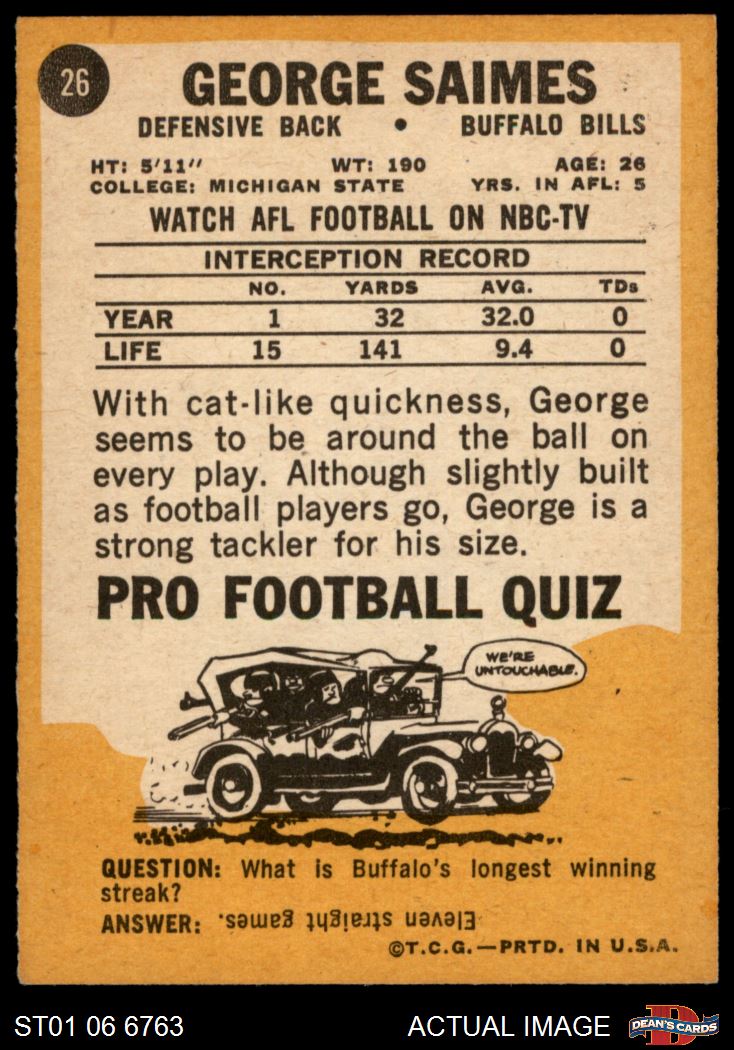 26
GEORGE SAIMES
DEFENSIVE BACK • BUFFALO BILLS
HT: 5'11" WT: 190 AGE: 26
COLLEGE: MICHIGAN STATE YRS. IN AFL: 5
WATCH AFL FOOTBALL ON NBC-TV
INTERCEPTION RECORD
NO. YARDS AVG. TDs
YEAR 1 32 32.0 0
LIFE 15 141 9.4 0
With cat-like quickness, George
seems to be around the ball on
every play. Although slightly built
as football players go, George is a
strong tackler for his size.
PRO FOOTBALL QUIZ
WE'RE
UNTOUCHABLE.
QUESTION: What is Buffalo's longest winning
streak?
ANSWER: Eleven straight games.
©T.C.G.—PRTD. IN U.S.A.
ST01 06 6763 ACTUAL IMAGE D DEAN'S CARDS